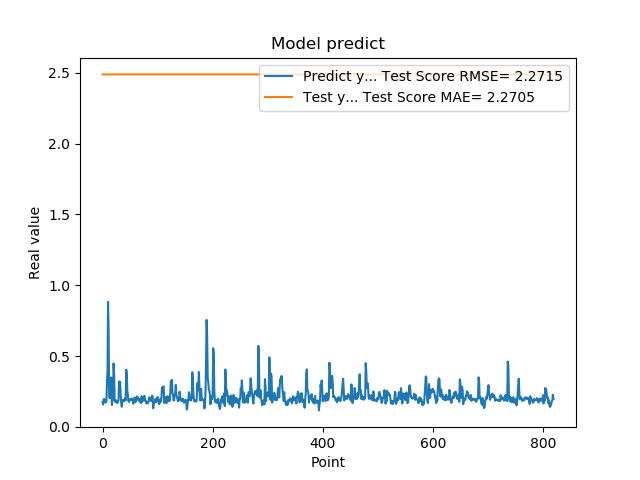 Model predict
Predict y... Test Score RMSE= 2.2715
Test y... Test Score MAE= 2.2705
2.5
2.0
1.5
1.0
0.5
0.0
Real value
0 200 400 600 800
Point